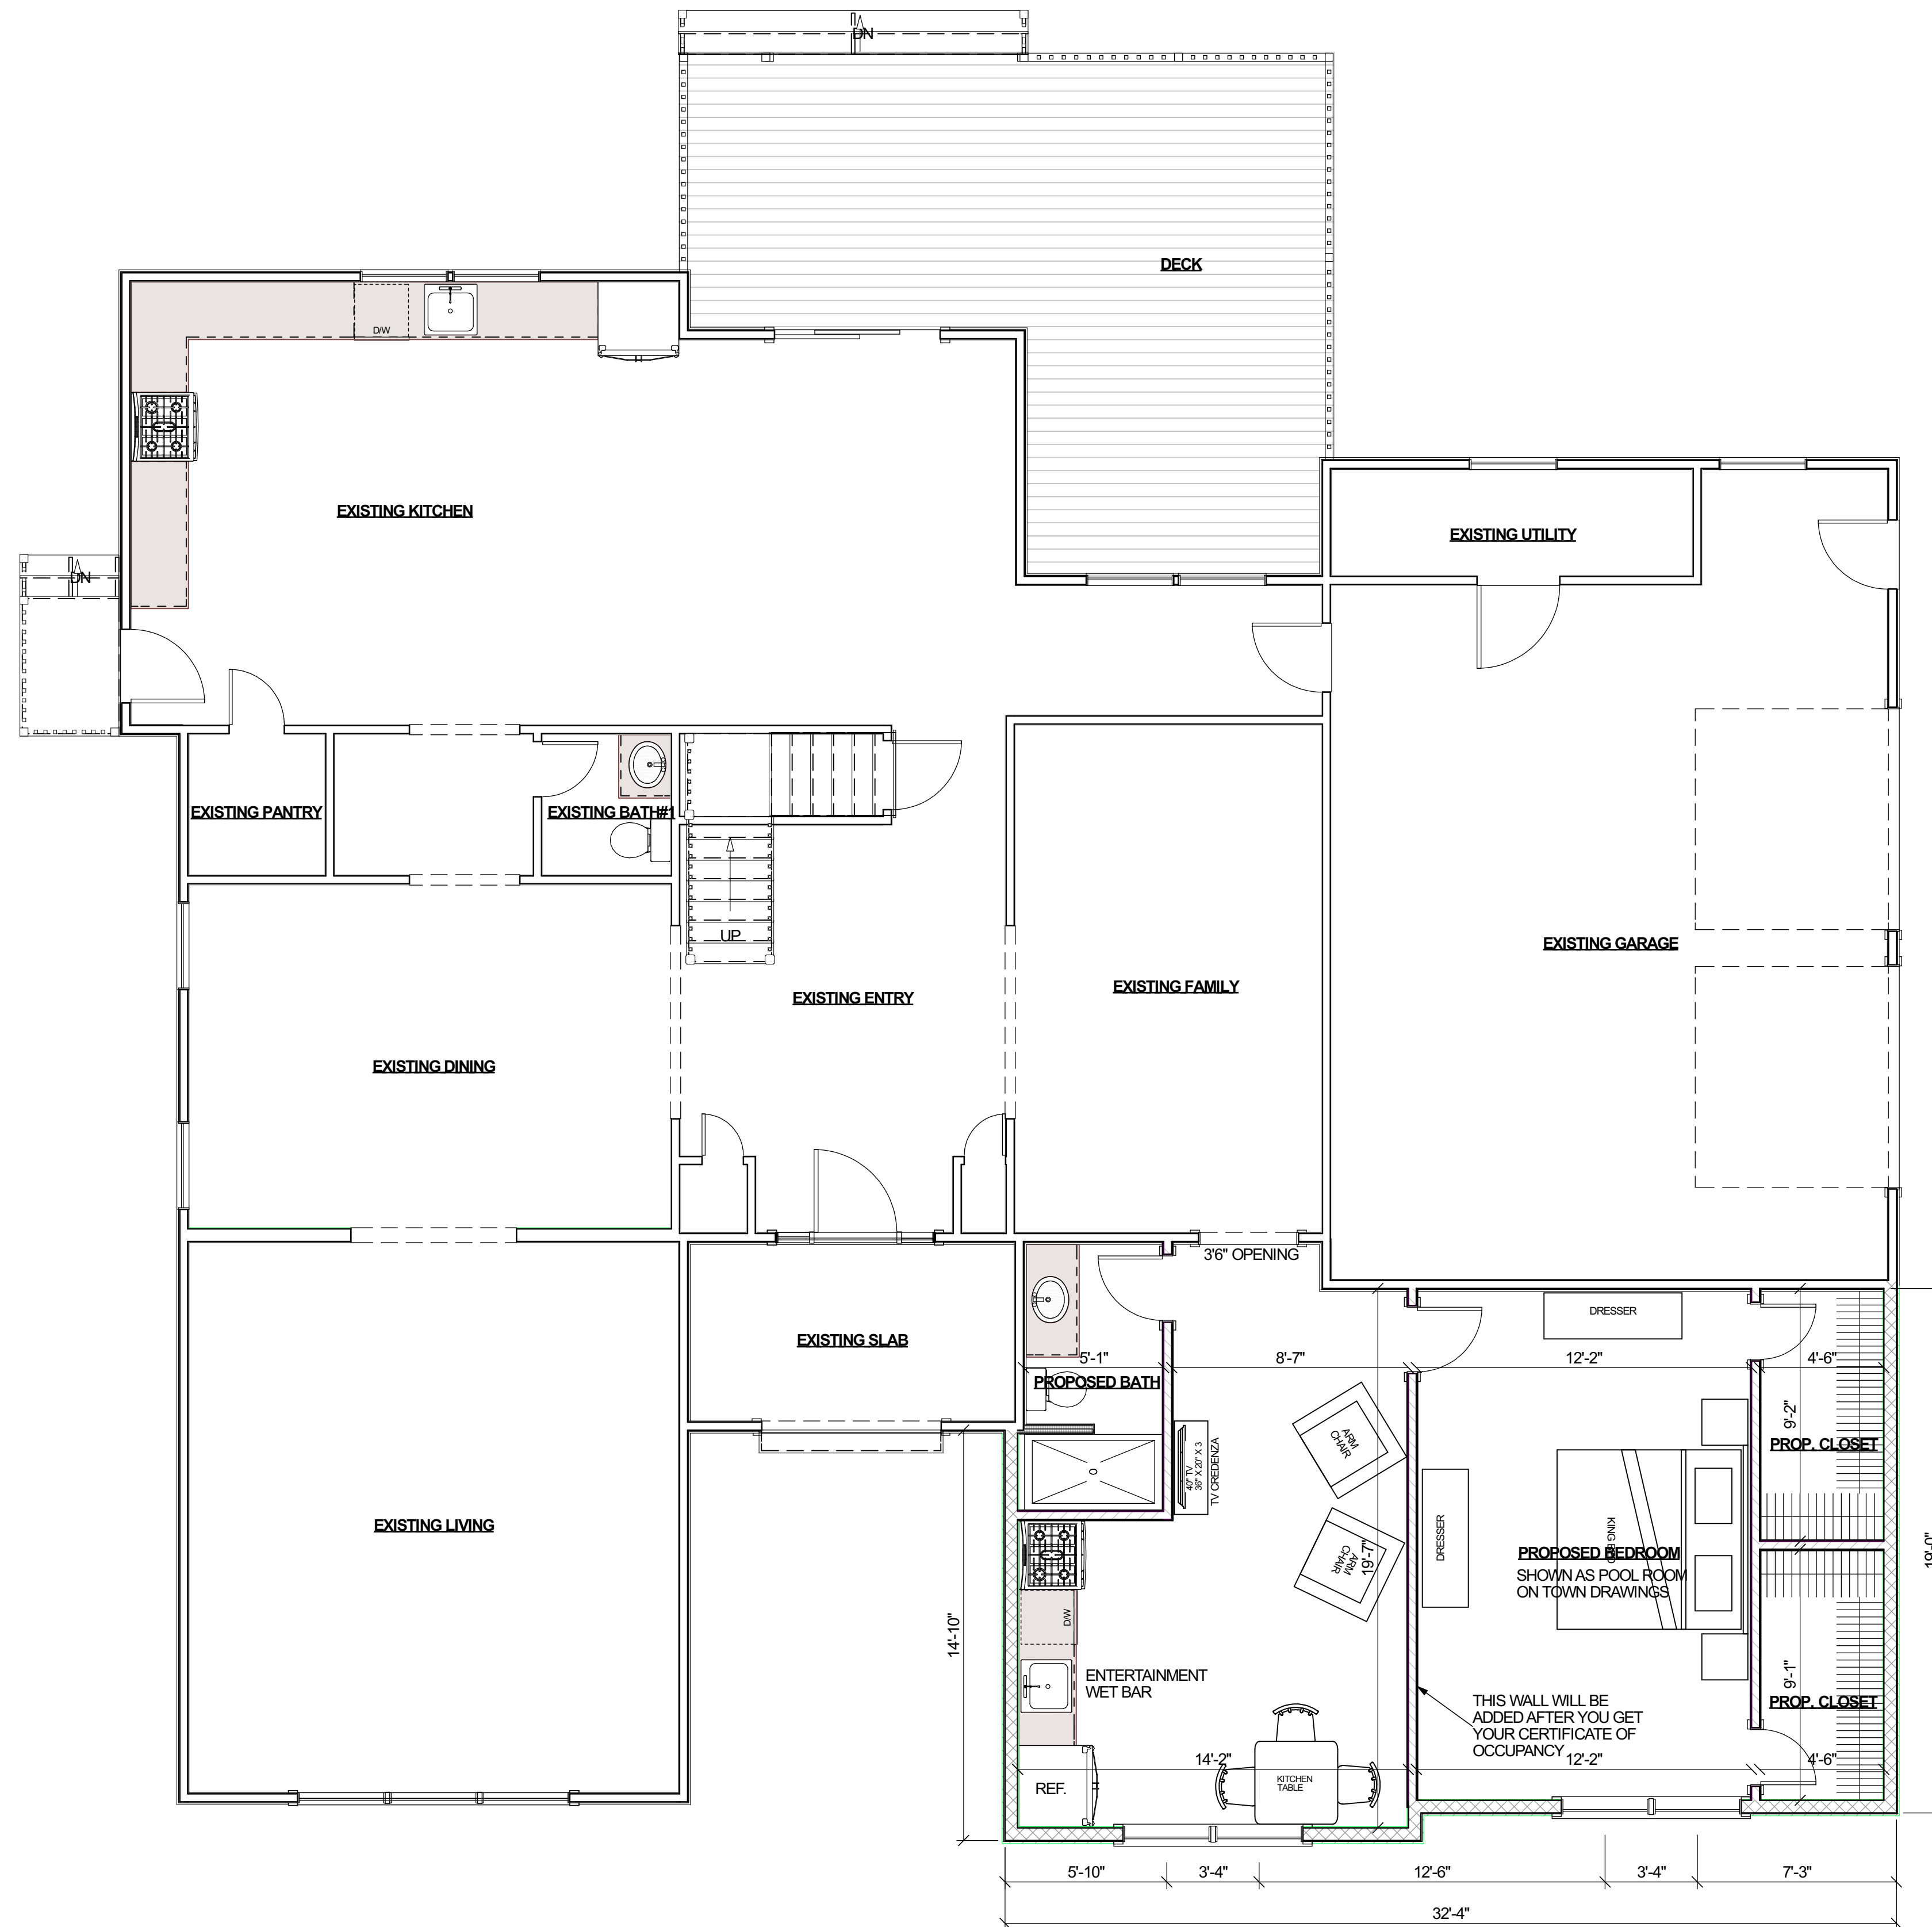 DN
DECK
D/W
EXISTING KITCHEN
EXISTING UTILITY
DN
EXISTING PANTRY
EXISTING BATH#1
UP
EXISTING GARAGE
EXISTING ENTRY
EXISTING FAMILY
EXISTING DINING
3'6" OPENING
DRESSER
EXISTING SLAB
5'-1"
8'-7"
12'-2"
4'-6"
PROPOSED BATH
9'-2"
ARM
CHAIR
PROP. CLOSET
40" TV
36" X 20" X 3
TV CREDENZA
EXISTING LIVING
DRESSER
KING BED
PROPOSED BEDROOM
SHOWN AS POOL ROOM
ON TOWN DRAWINGS
ARM
CHAIR
16'-7"
19'-0"
D/W
14'-10"
ENTERTAINMENT
WET BAR
9'-1"
PROP. CLOSET
THIS WALL WILL BE
ADDED AFTER YOU GET
YOUR CERTIFICATE OF
OCCUPANCY
14'-2"
12'-2"
4'-6"
REF.
KITCHEN
TABLE
5'-10"
3'-4"
12'-6"
3'-4"
7'-3"
32'-4"